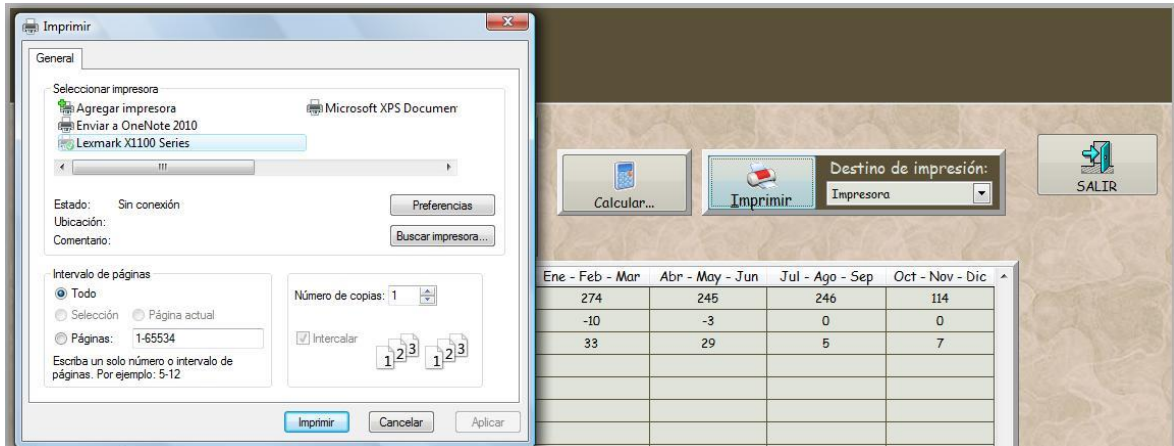 Imprimir
General
Seleccionar impresora
Agregar impresora
Microsoft XPS Documen
Enviar a OneNote 2010
Lexmark X1100 Series
Estado: Sin conexión
Preferencias
Ubicación:
Comentario:
Buscar impresora...
Intervalo de páginas
Todo
Selección Página actual
Páginas: 1-65534
Escriba un solo número o intervalo de
páginas. Por ejemplo: 5-12
Número de copias: 1
Intercalar
1 2 3 1 2 3
Imprimir Cancelar Aplicar
Calcular...
Imprimir
Destino de impresión:
Impresora
SALIR
Ene - Feb - Mar Abr - May - Jun Jul - Ago - Sep Oct - Nov - Dic
274 245 246 114
-10 -3 0 0
33 29 5 7